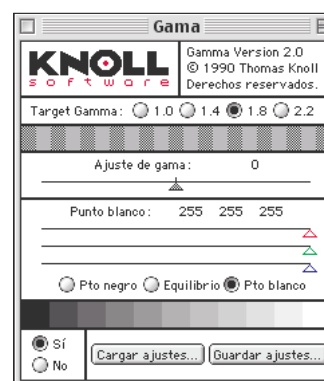 Gama
KNOLL
software
Gamma Version 2.0
© 1990 Thomas Knoll
Derechos reservados.
Target Gamma: 1.0 1.4 1.8 2.2
Ajuste de gama: 0
Punto blanco: 255 255 255
Pto negro Equilibrio Pto blanco
Sí
No
Cargar ajustes... Guardar ajustes...